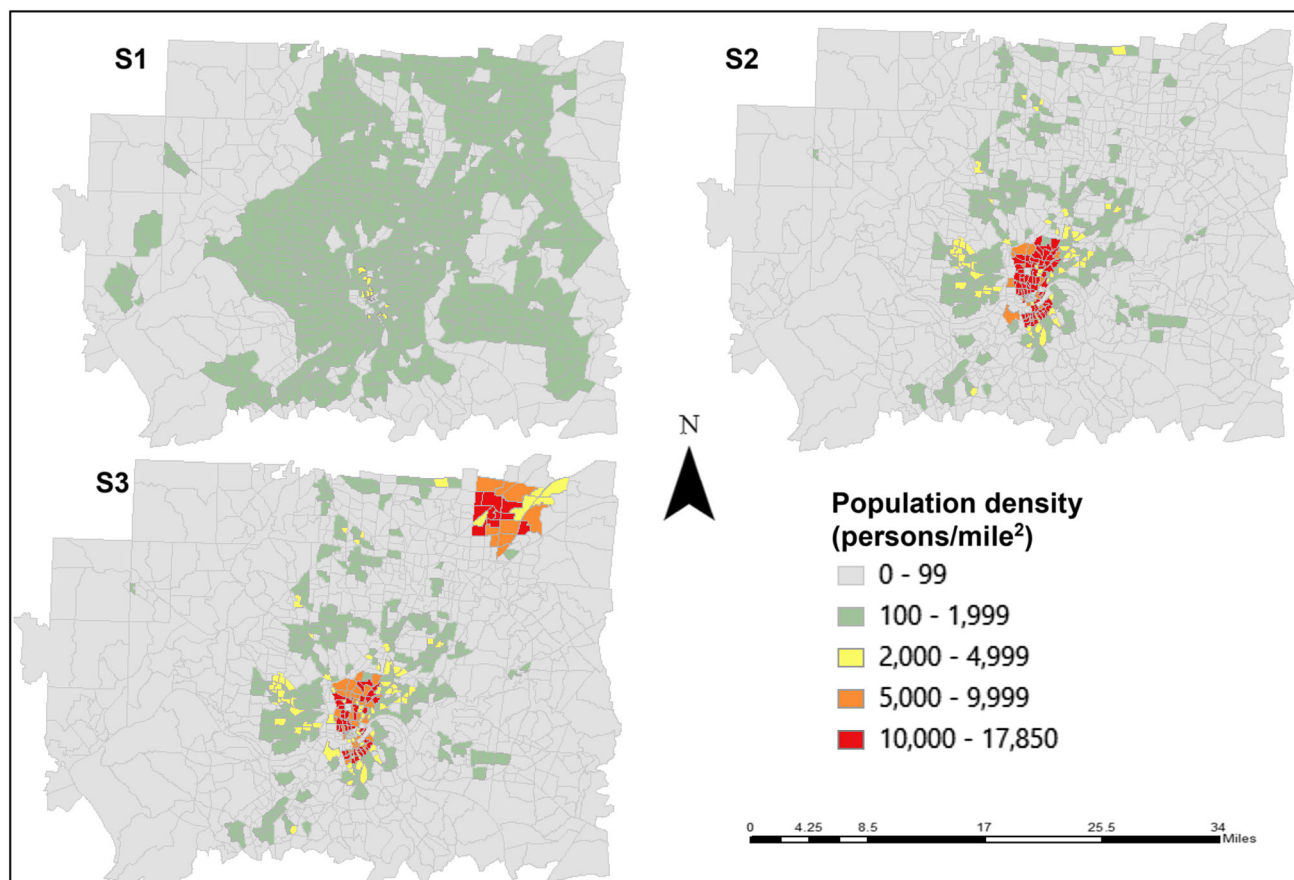 S1
S2
S3
N
Population density
(persons/mile²)
0 - 99
100 - 1,999
2,000 - 4,999
5,000 - 9,999
10,000 - 17,850
0 4.25 8.5 17 25.5 34
Miles